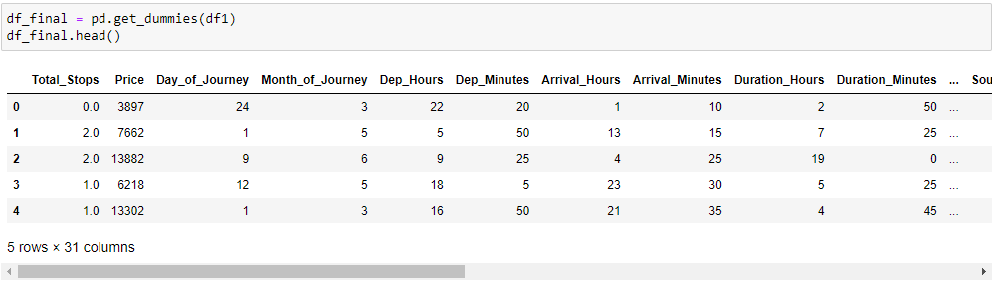 df_final = pd.get_dummies(df1)
df_final.head()
Total_Stops Price Day_of_Journey Month_of_Journey Dep_Hours Dep_Minutes Arrival_Hours Arrival_Minutes Duration_Hours Duration_Minutes ... Sou
0 0.0 3897 24 3 22 20 1 10 2 50 ...
1 2.0 7662 1 5 5 50 13 15 7 25 ...
2 2.0 13882 9 6 9 25 4 25 19 0 ...
3 1.0 6218 12 5 18 5 23 30 5 25 ...
4 1.0 13302 1 3 16 50 21 35 4 45 ...
5 rows × 31 columns